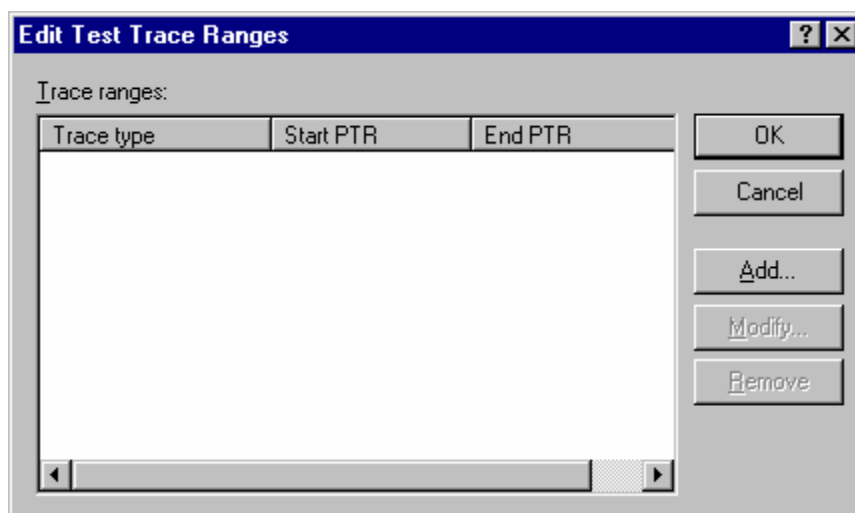 Edit Test Trace Ranges
Trace ranges:
Trace type Start PTR End PTR
OK
Cancel
Add...
Modify...
Remove